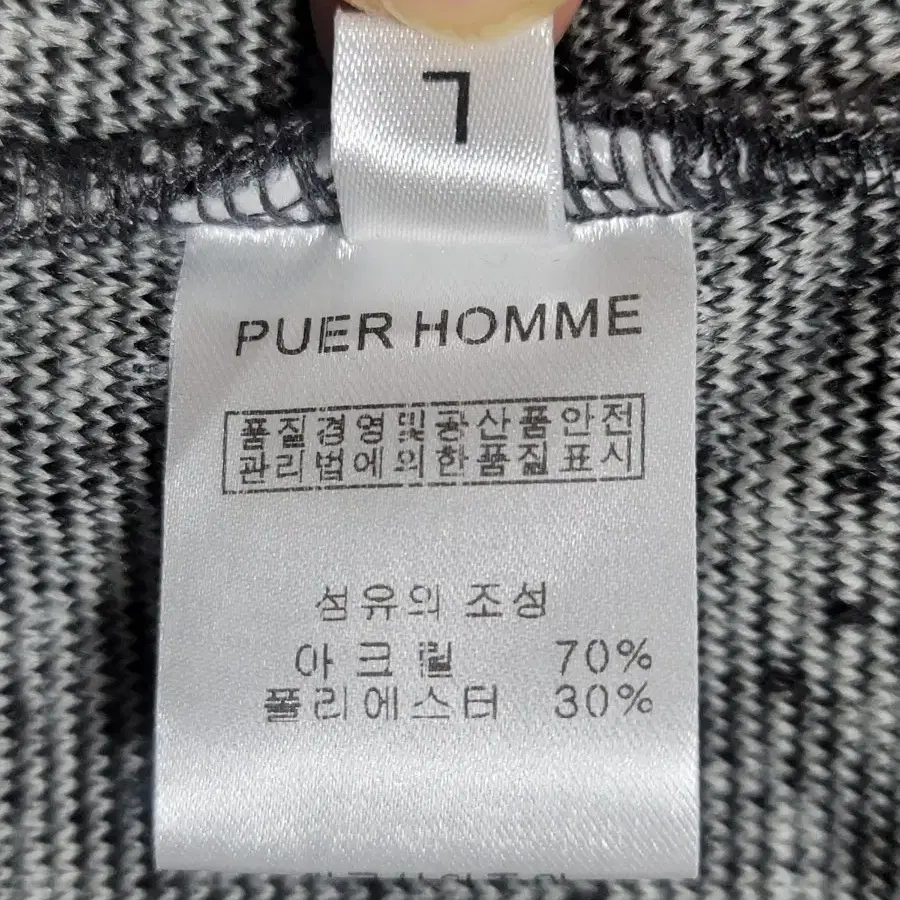 L
PUER HOMME
품질경영및공산품안전
관리법에의한품질표시
섬유의 조성
아크릴 70%
폴리에스터 30%